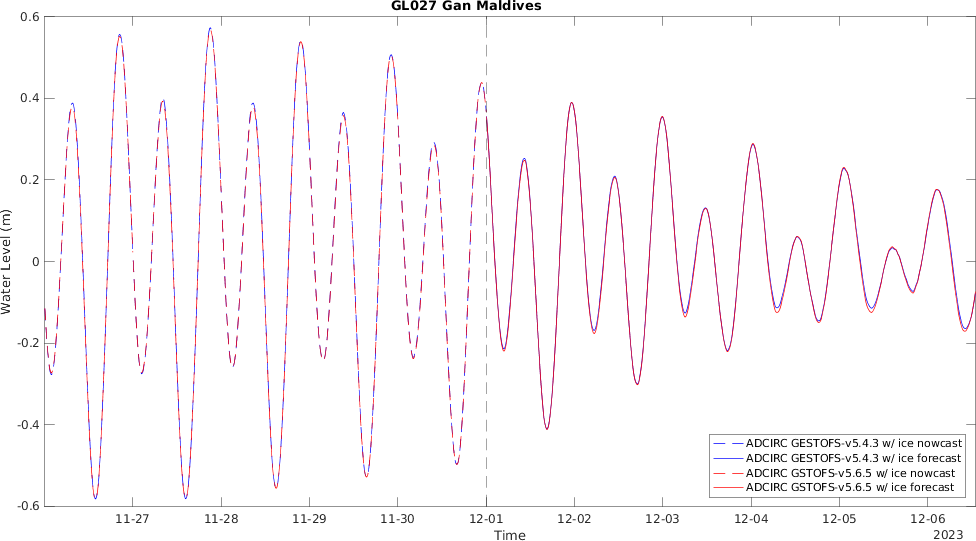 GL027 Gan Maldives
0.6
0.4
0.2
0
-0.2
-0.4
-0.6
Water Level (m)
11-27 11-28 11-29 11-30 12-01 12-02 12-03 12-04 12-05 12-06
Time
2023
ADCIRC GESTOFS-v5.4.3 w/ ice nowcast
ADCIRC GESTOFS-v5.4.3 w/ ice forecast
ADCIRC GSTOFS-v5.6.5 w/ ice nowcast
ADCIRC GSTOFS-v5.6.5 w/ ice forecast